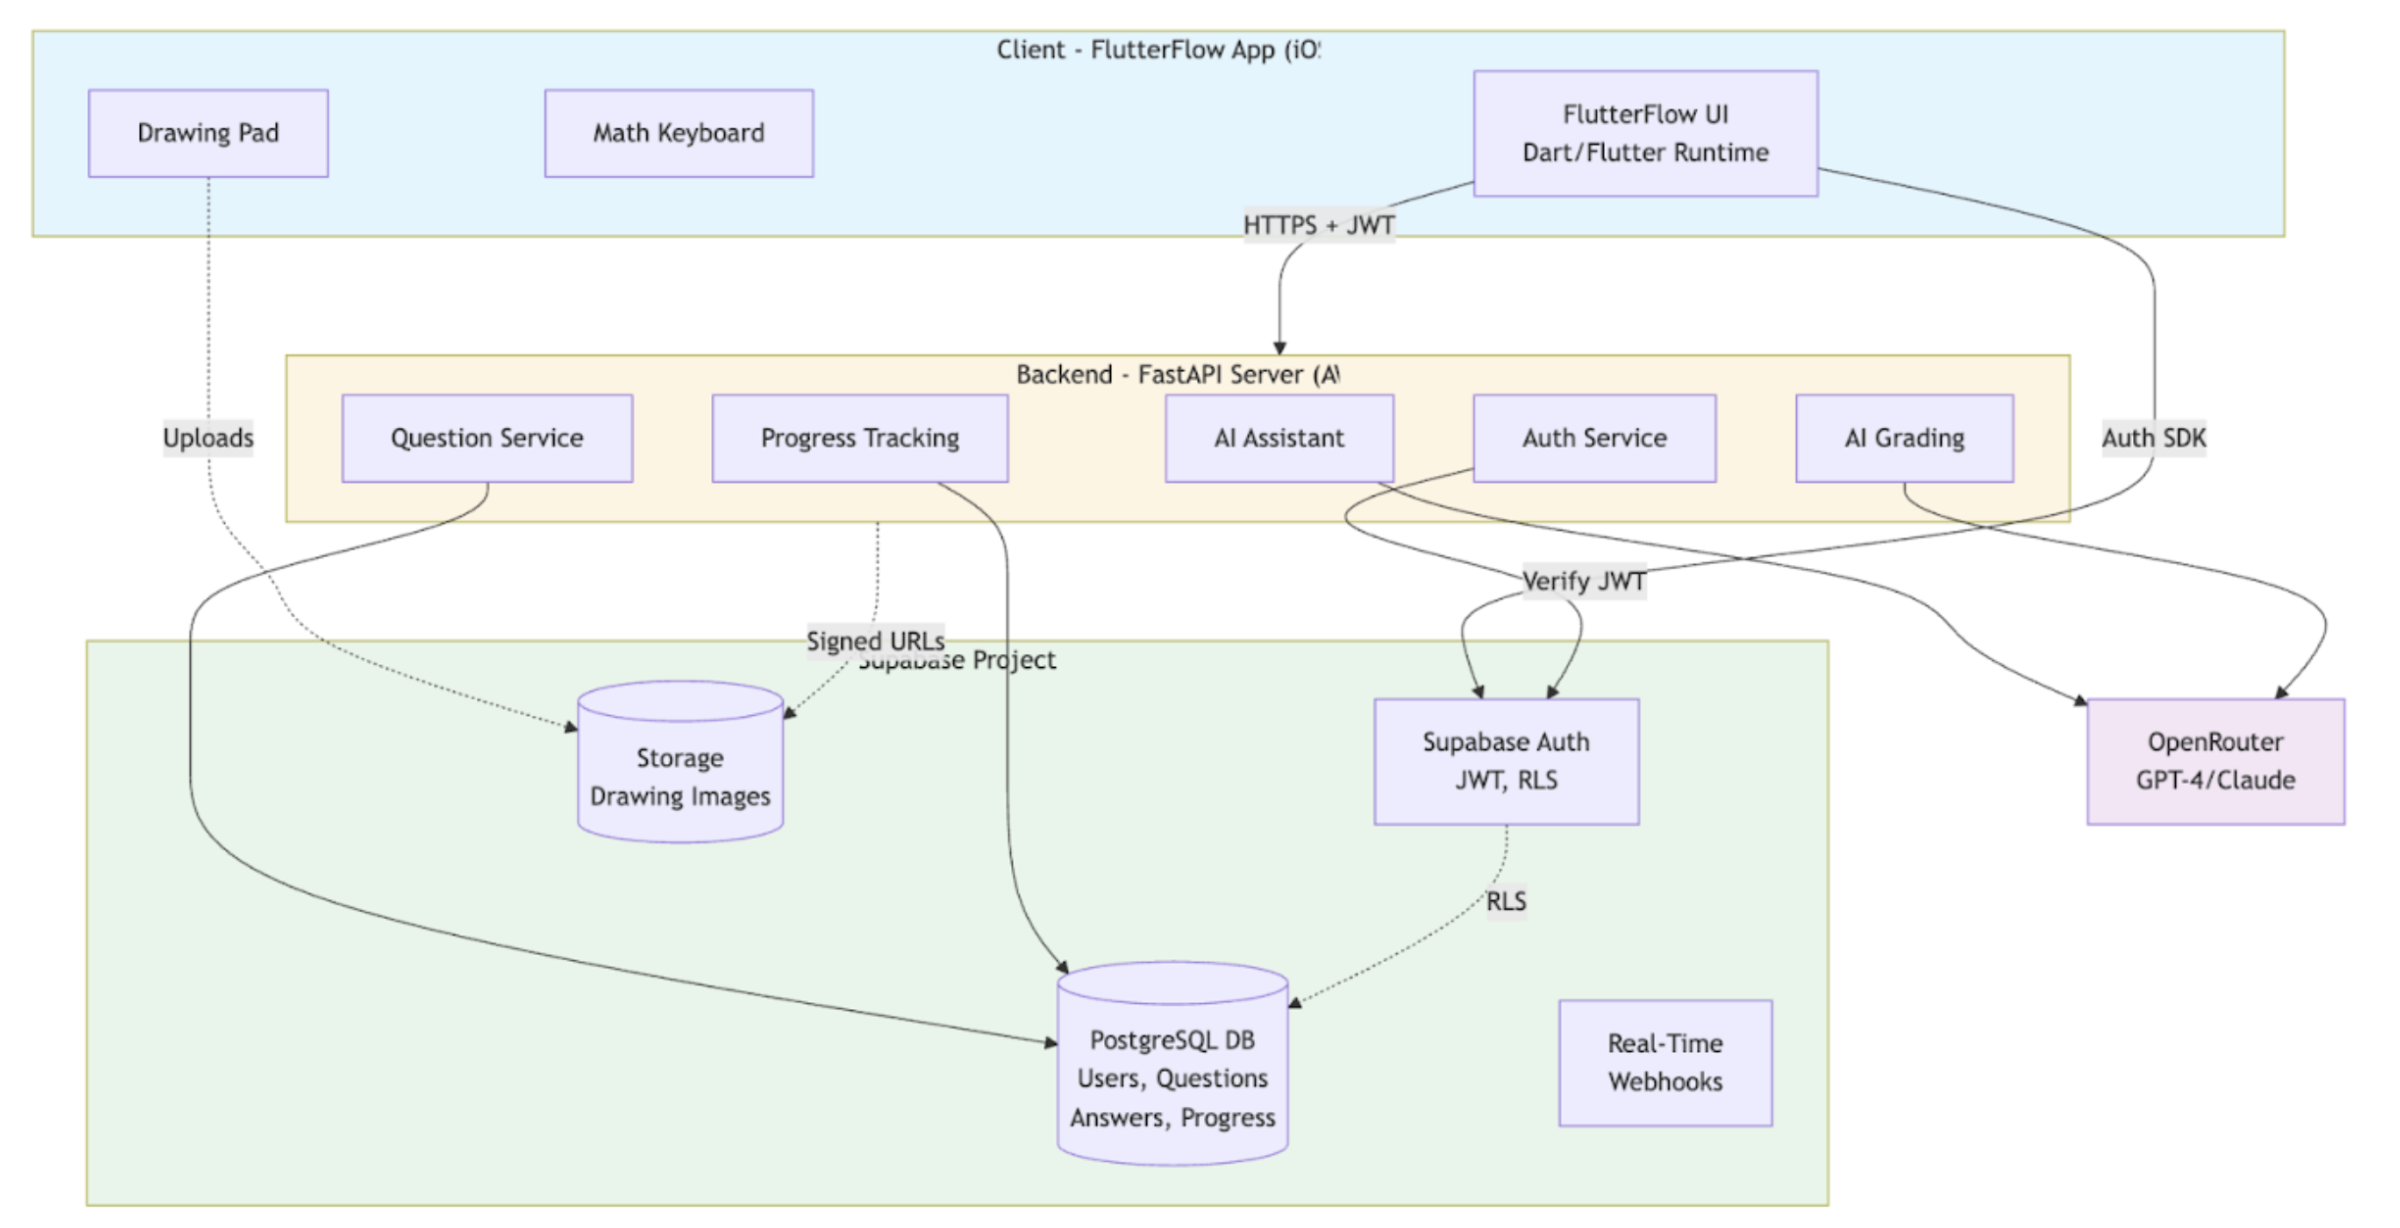 Client - FlutterFlow App (iO
Drawing Pad
Math Keyboard
FlutterFlow UI
Dart/Flutter Runtime
HTTPS + JWT
Backend - FastAPI Server (A
Uploads
Question Service
Progress Tracking
AI Assistant
Auth Service
AI Grading
Auth SDK
Verify JWT
Signed URLs
Supabase Project
Storage
Drawing Images
Supabase Auth
JWT, RLS
OpenRouter
GPT-4/Claude
RLS
PostgreSQL DB
Users, Questions
Answers, Progress
Real-Time
Webhooks